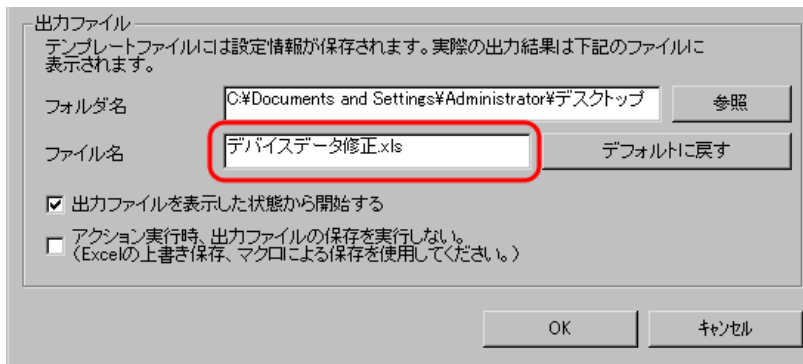 出力ファイル
テンプレートファイルには設定情報が保存されます。実際の出力結果は下記のファイルに
表示されます。
フォルダ名 C:¥Documents and Settings¥Administrator¥デスクトップ 参照
ファイル名 デバイスデータ修正.xls デフォルトに戻す
出力ファイルを表示した状態から開始する
アクション実行時、出力ファイルの保存を実行しない。
（Excelの上書き保存、マクロによる保存を使用してください。）
OK キャンセル